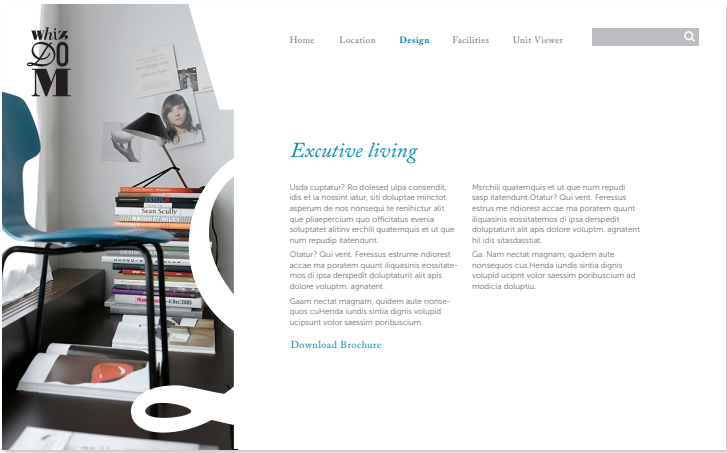 whiz
DO
M
Home Location Design Facilities Unit Viewer
Excutive living
Usda cuptatur? Ro dolesed ulpa consendit,
idis et la nossint iatur, siti doluptae minctot
asperum de nos nonsequi te renihictur alit
que pliaepercium quo officitatus evenia
soluptatet alitinv erchili quatemquis et ut que
num repudip itatendunt.
Otatur? Qui vent. Feressus estrume ndiorest
accae ma poratem quunt iliquasinis eossitate-
mos di ipsa derspedit doluptaturit alit apis
dolore voluptm. agnatent.
Gaam nectat magnam, quidem aute nonse-
quos cuHenda iundis sintia dignis volupid
ucipsunt volor saessim poribuscium.
Download Brochure
Msrchili quatemquis et ut que num repudi
sasp itatendunt.Otatur? Qui vent. Feressus
estrus me ndiorest accae ma poratem quunt
iliquasinis eossitatemos di ipsa derspedit
doluptaturit alit apis dolore voluptm. agnatent
hil idis sitasdasstiat.
Ga. Nam nectat magnam, quidem aute
nonsequos cus.Henda iundis sintia dignis
volupid ucipnt volor saessim poribuscium ad
modicia doluptiu.
Sean Scully